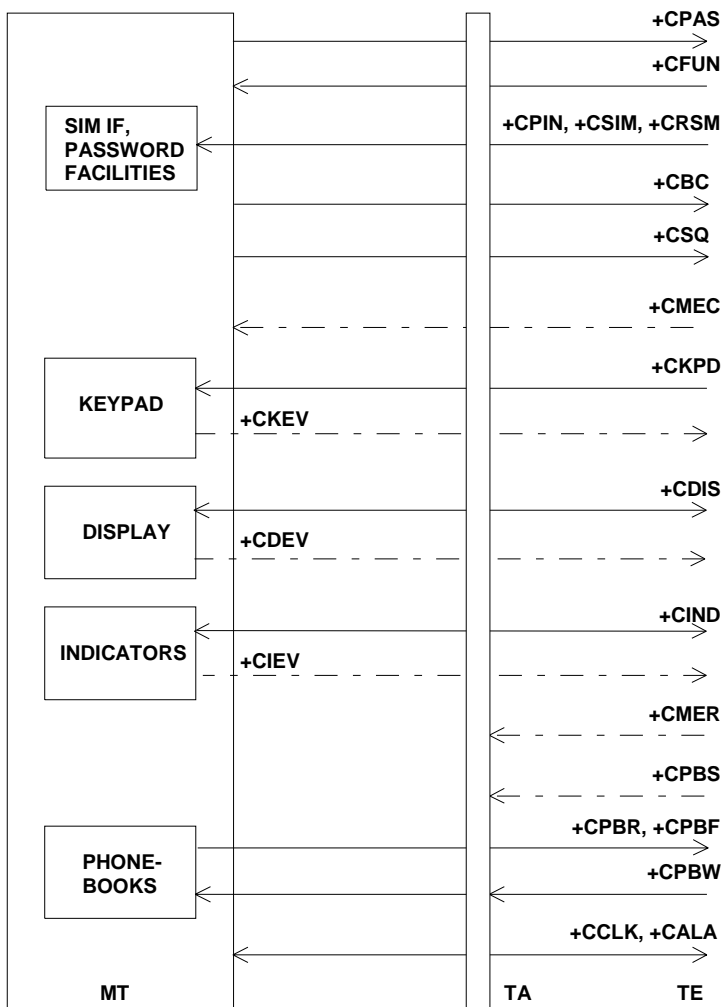 +CPAS
+CFUN
SIM IF,
PASSWORD
FACILITIES
+CPIN, +CSIM, +CRSM
+CBC
+CSQ
+CMEC
+CKPD
KEYPAD
+CKEV
+CDIS
DISPLAY
+CDEV
+CIND
INDICATORS
+CIEV
+CMER
+CPBS
+CPBR, +CPBF
PHONE-
BOOKS
+CPBW
+CCLK, +CALA
MT
TA
TE